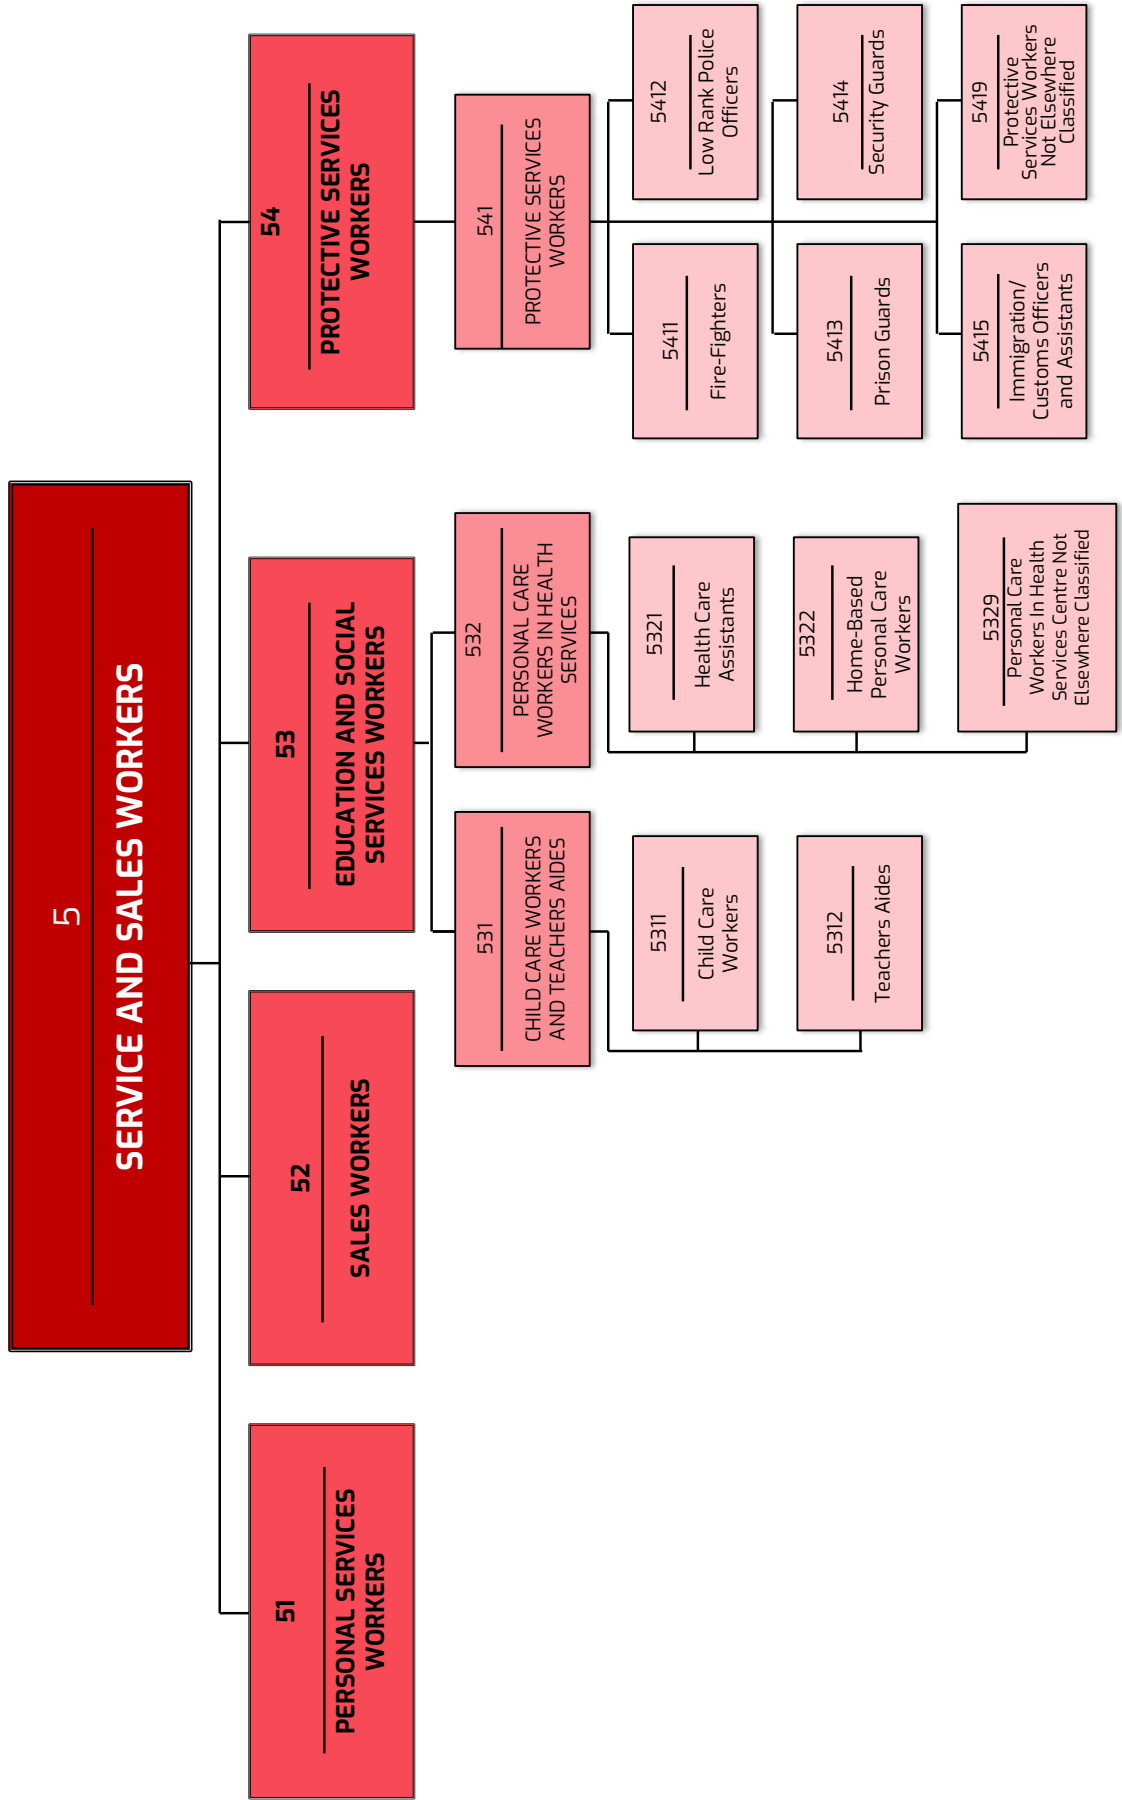 5
SERVICE AND SALES WORKERS
51
PERSONAL SERVICES
WORKERS
52
SALES WORKERS
53
EDUCATION AND SOCIAL
SERVICES WORKERS
54
PROTECTIVE SERVICES
WORKERS
531
CHILD CARE WORKERS
AND TEACHERS AIDES
532
PERSONAL CARE
WORKERS IN HEALTH
SERVICES
541
PROTECTIVE SERVICES
WORKERS
5311
Child Care
Workers
5312
Teachers Aides
5321
Health Care
Assistants
5322
Home-Based
Personal Care
Workers
5329
Personal Care
Workers In Health
Services Centre Not
Elsewhere Classified
5411
Fire-Fighters
5412
Low Rank Police
Officers
5413
Prison Guards
5414
Security Guards
5415
Immigration/
Customs Officers
and Assistants
5419
Protective
Services Workers
Not Elsewhere
Classified